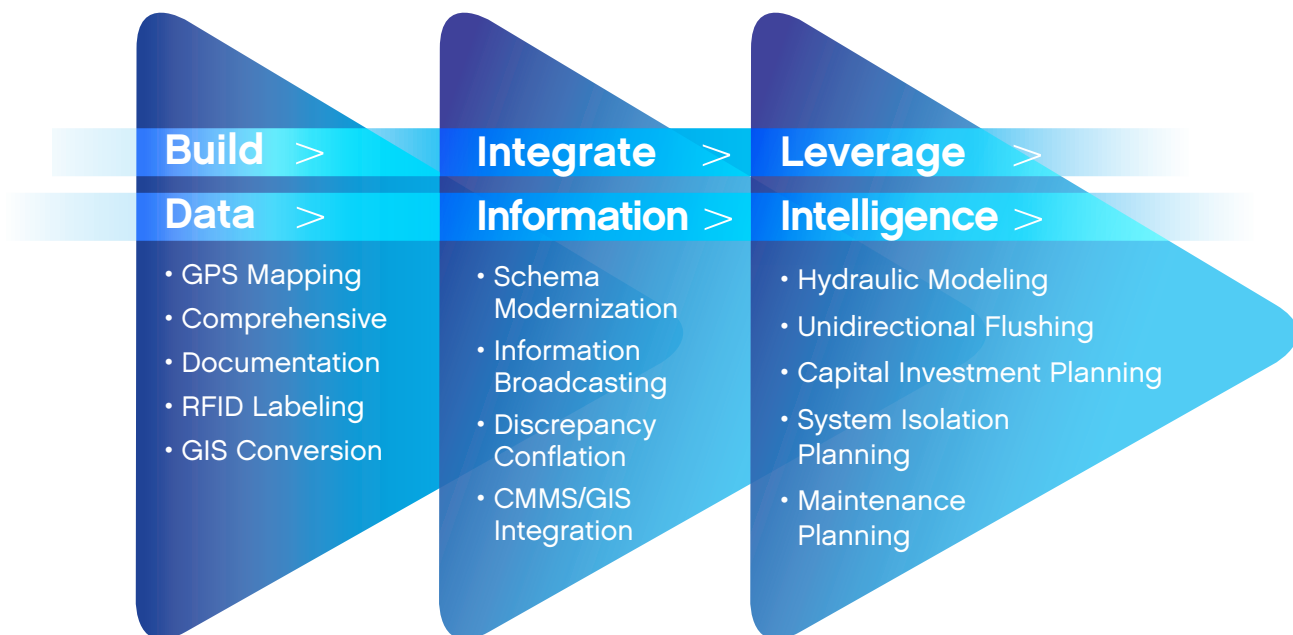 Build >
Data >
• GPS Mapping
• Comprehensive
• Documentation
• RFID Labeling
• GIS Conversion
Integrate >
Information >
• Schema
Modernization
• Information
Broadcasting
• Discrepancy
Conflation
• CMMS/GIS
Integration
Leverage >
Intelligence >
• Hydraulic Modeling
• Unidirectional Flushing
• Capital Investment Planning
• System Isolation
Planning
• Maintenance
Planning